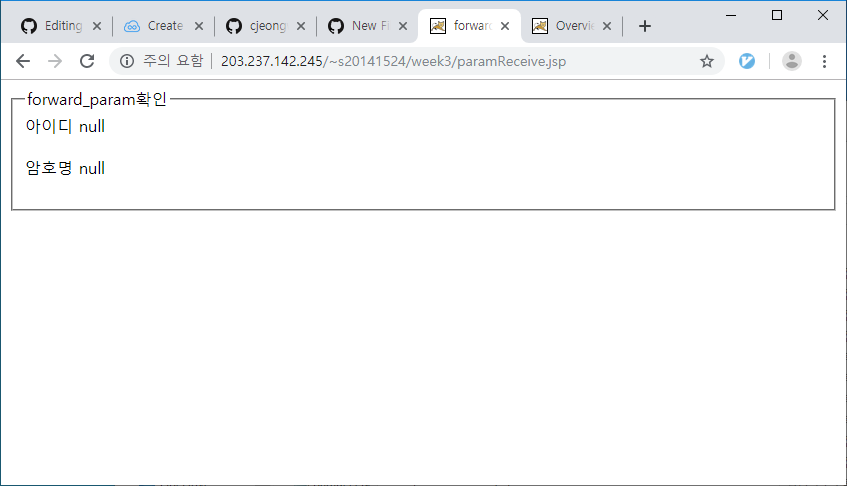 Editing
Create
cjeong
New Fi
forward
Overvie
주의 요함 | 203.237.142.245/~s20141524/week3/paramReceive.jsp
forward_param확인
아이디 null
암호명 null